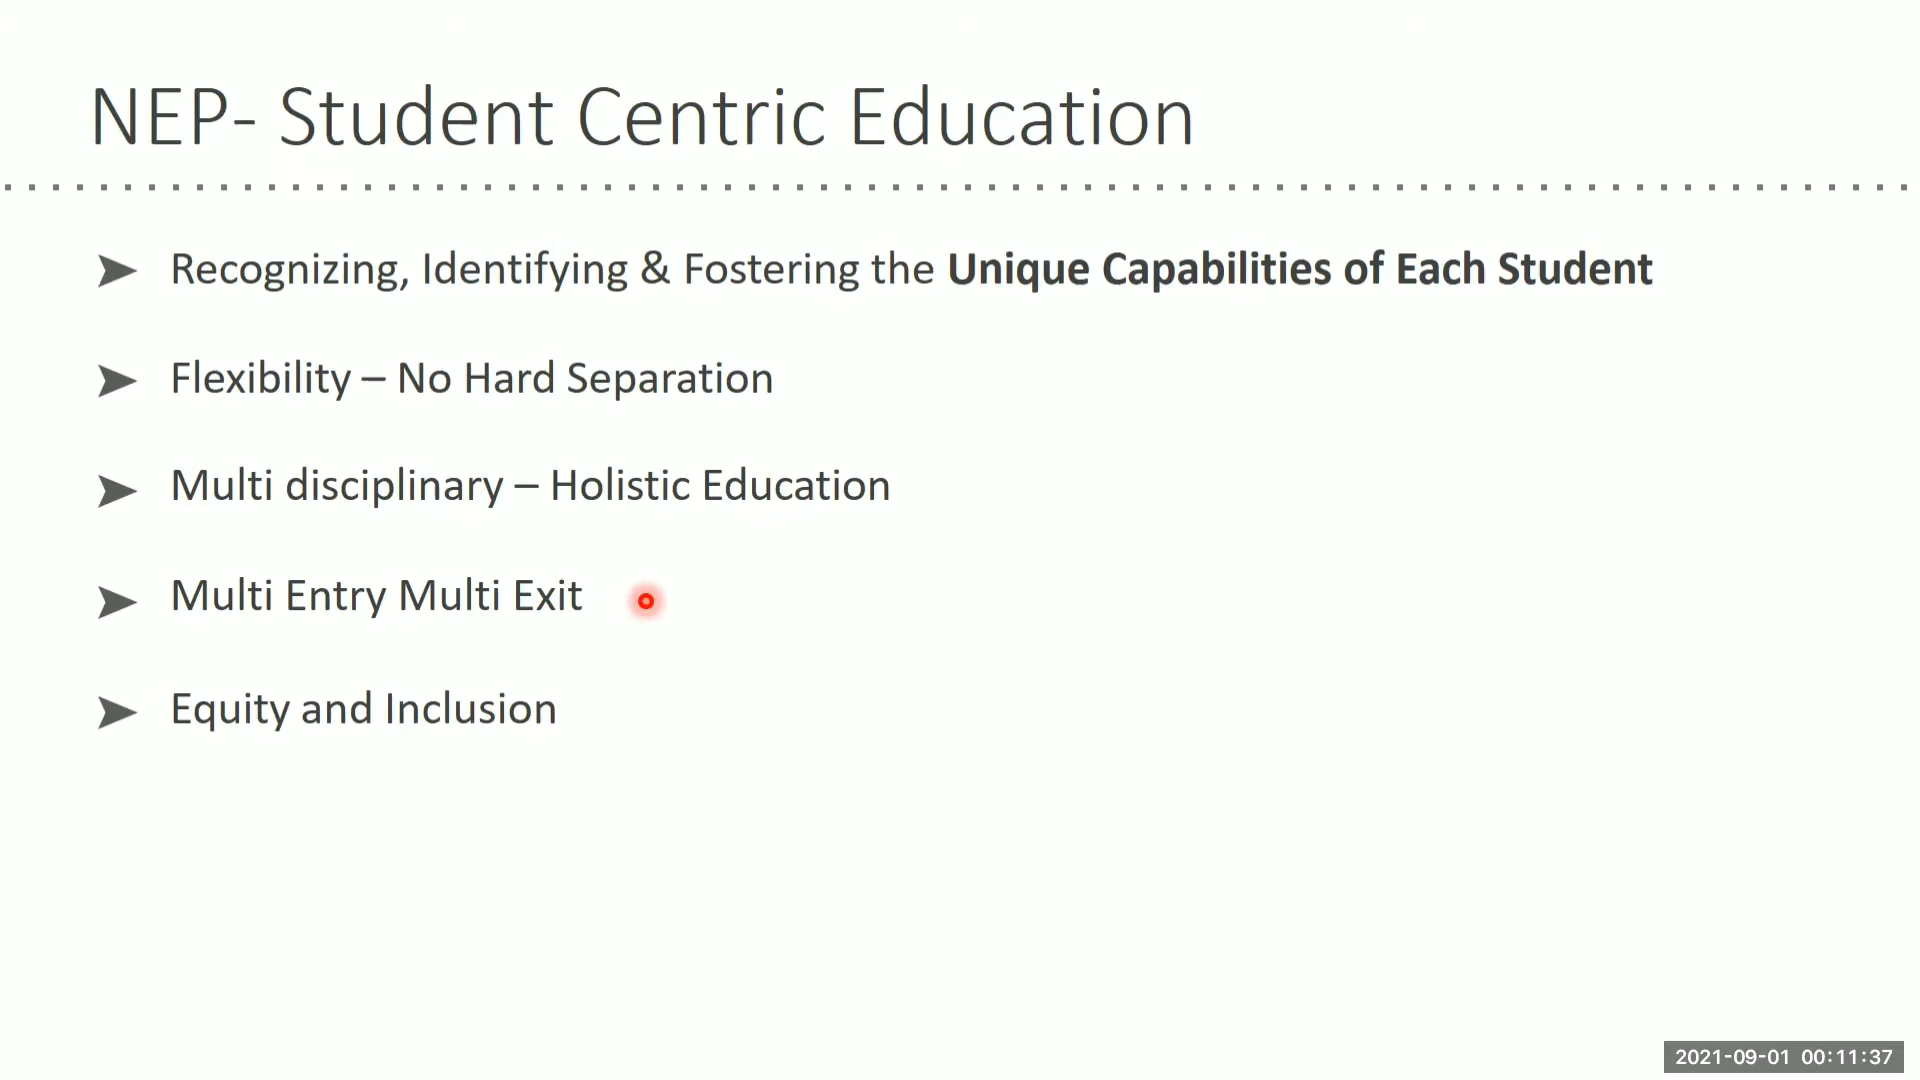 NEP- Student Centric Education
Recognizing, Identifying & Fostering the Unique Capabilities of Each Student
Flexibility – No Hard Separation
Multi disciplinary – Holistic Education
Multi Entry Multi Exit
Equity and Inclusion
2021-09-01 00:11:37